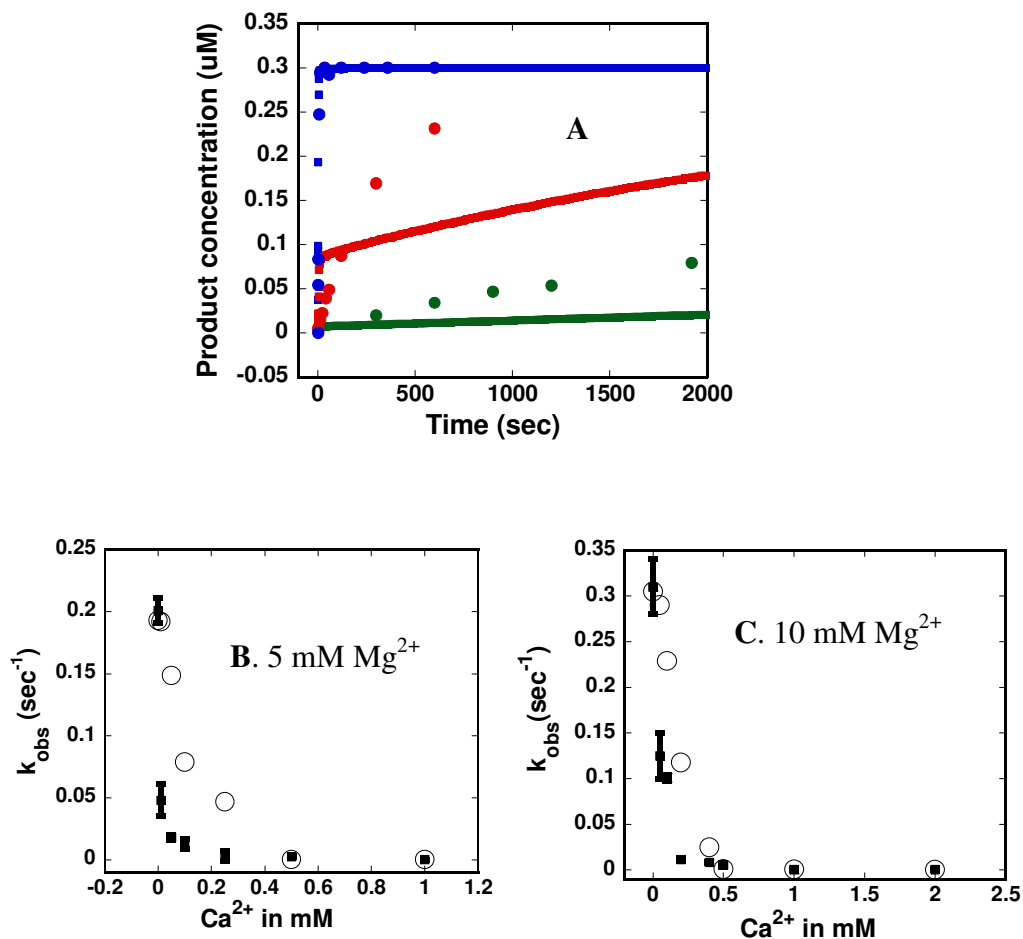 Product concentration (uM)
0.35
0.3
0.25
0.2
0.15
0.1
0.05
0
-0.05
A
0 500 1000 1500 2000
Time (sec)
k_obs (sec⁻¹)
0.25
0.2
0.15
0.1
0.05
0
B. 5 mM Mg²⁺
-0.2 0 0.2 0.4 0.6 0.8 1 1.2
Ca²⁺ in mM
k_obs(sec⁻¹)
0.35
0.3
0.25
0.2
0.15
0.1
0.05
0
C. 10 mM Mg²⁺
0 0.5 1 1.5 2 2.5
Ca²⁺ in mM